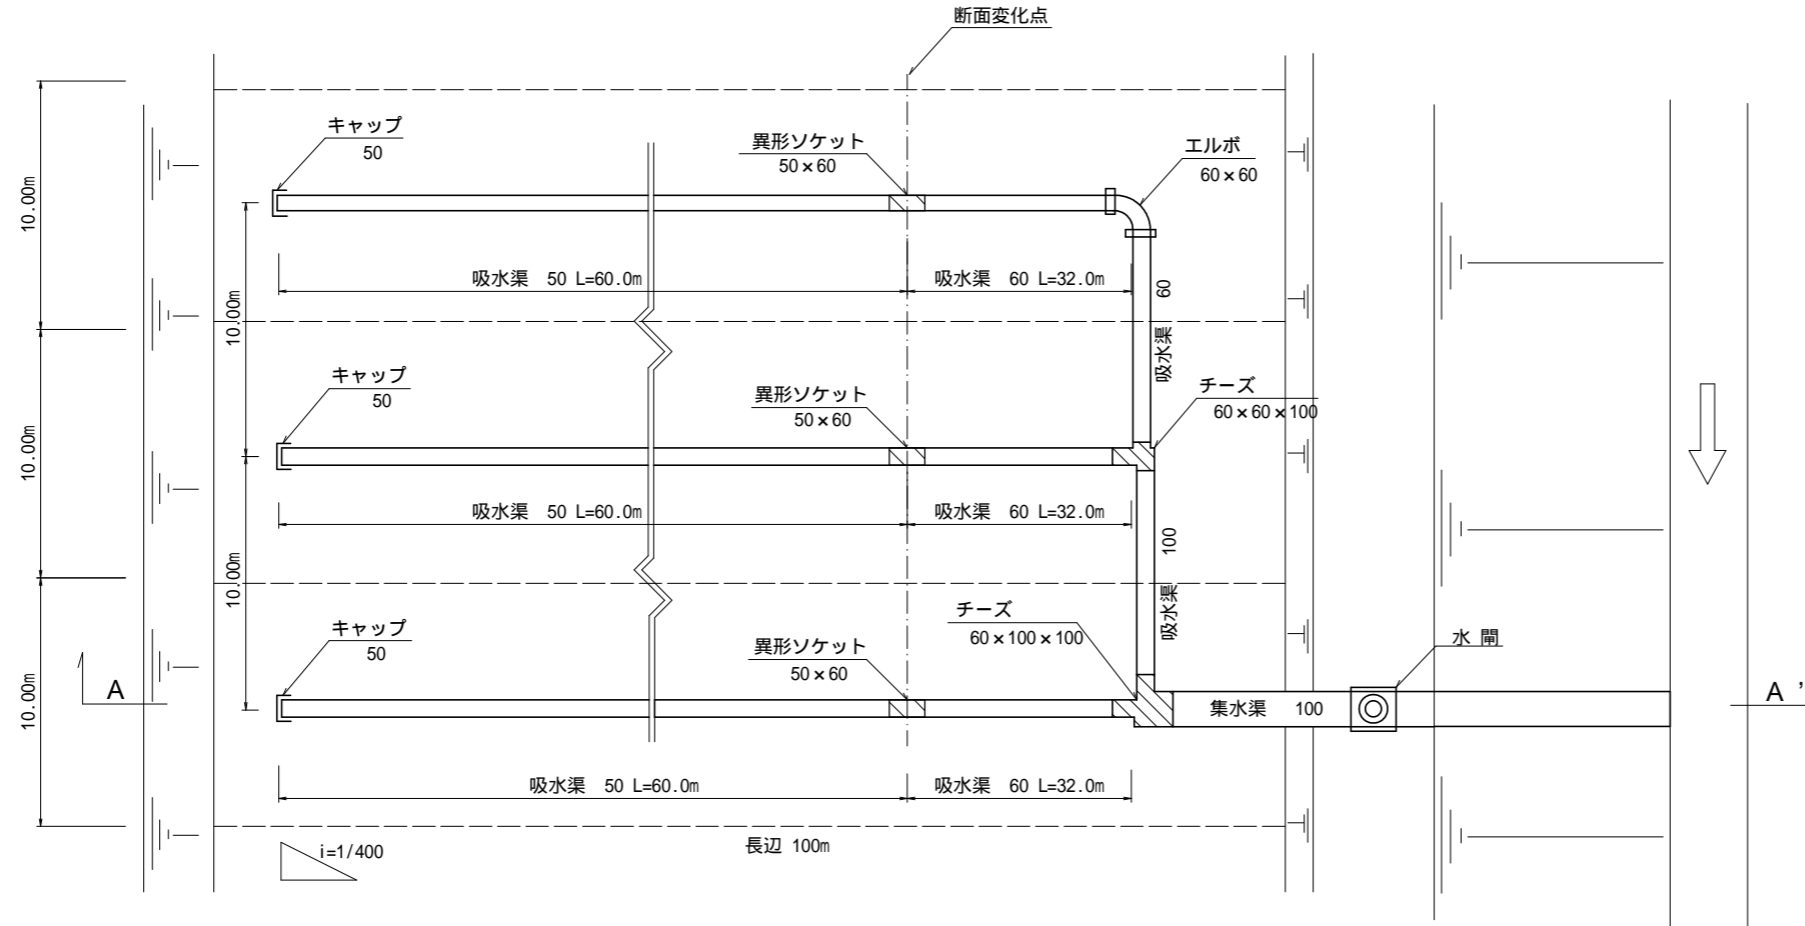 断面変化点
キャップ
50
異形ソケット
50×60
エルボ
60×60
10.00m
吸水渠 50 L=60.0m
吸水渠 60 L=32.0m
10.00m
吸水渠 60
キャップ
50
異形ソケット
50×60
チーズ
60×60×100
10.00m
吸水渠 50 L=60.0m
吸水渠 60 L=32.0m
10.00m
吸水渠 100
キャップ
50
異形ソケット
50×60
チーズ
60×100×100
水 閘
10.00m
A
集水渠 100
A '
吸水渠 50 L=60.0m
吸水渠 60 L=32.0m
i=1/400
長辺 100m